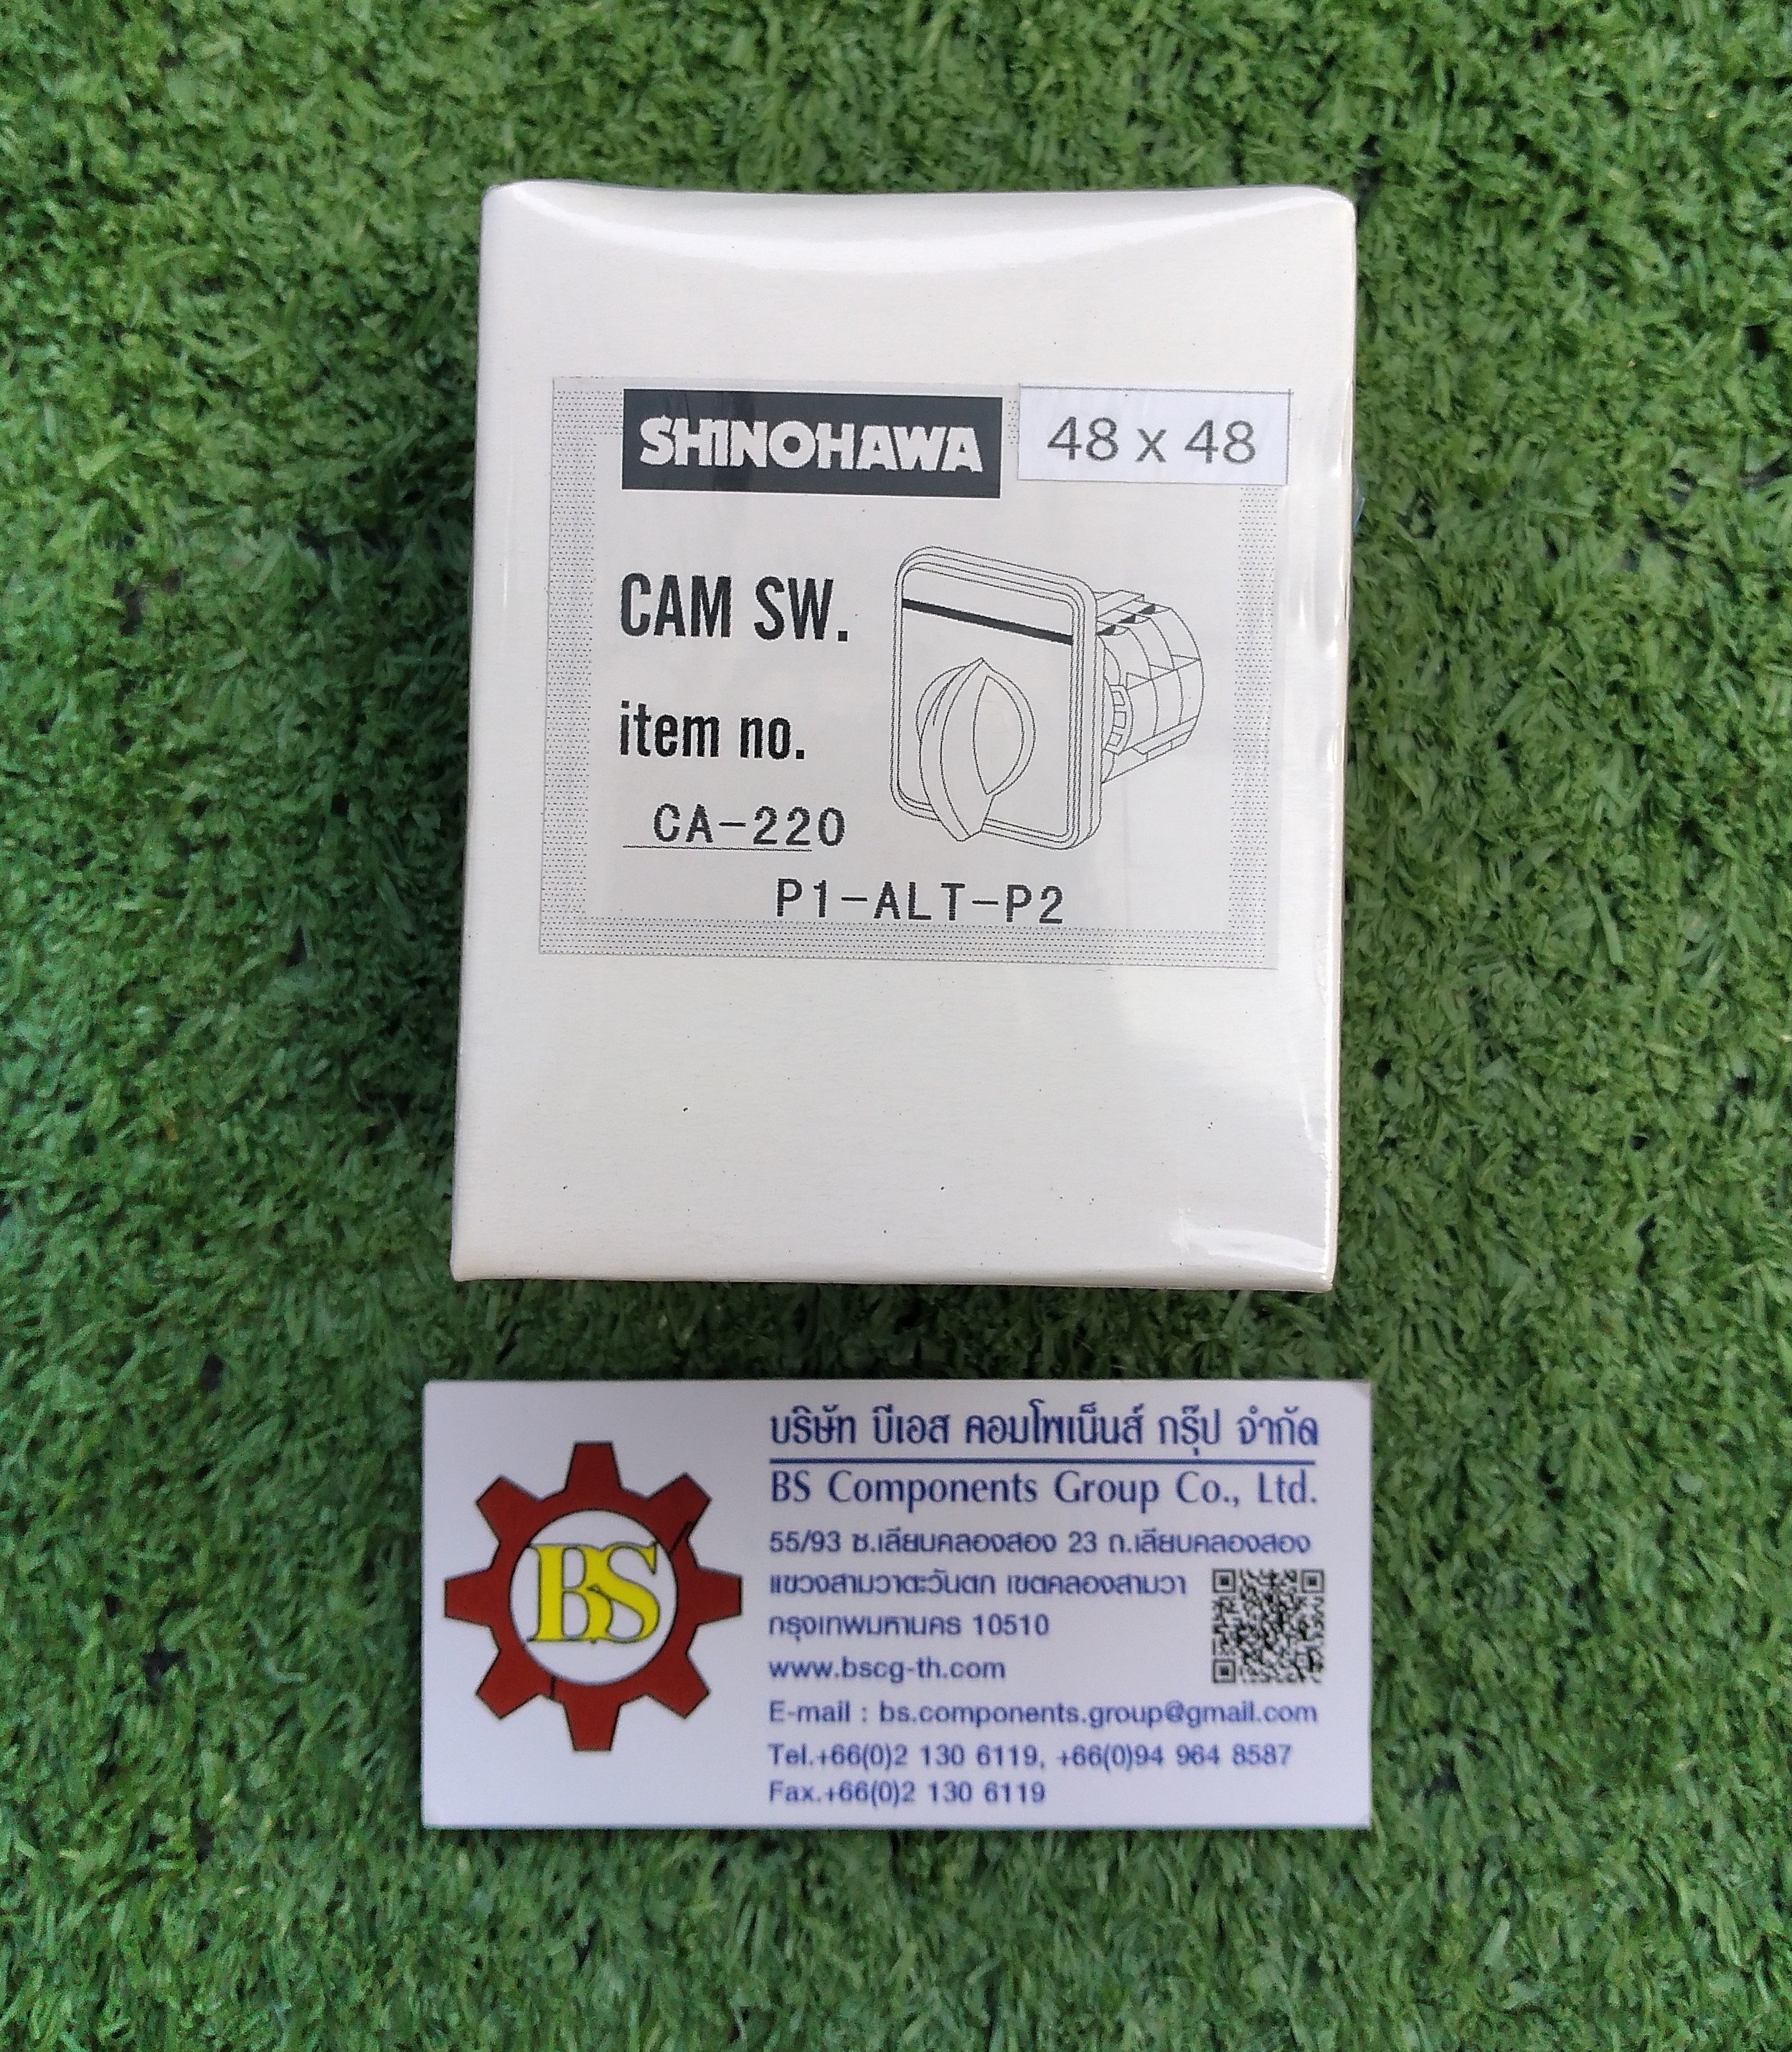 SHINOHAWA
48 x 48
CAM SW.
item no.
CA-220
P1-ALT-P2
บริษัท บีเอส คอมโพเน็นส์ กรุ๊ป จำกัด
BS Components Group Co., Ltd.
BS
55/93 ซ.เลียบคลองสอง 23 ถ.เลียบคลองสอง
แขวงสามวาตะวันตก เขตคลองสามวา
กรุงเทพมหานคร 10510
www.bscg-th.com
E-mail : bs.components.group@gmail.com
Tel.+66(0)2 130 6119, +66(0)94 964 8587
Fax.+66(0)2 130 6119